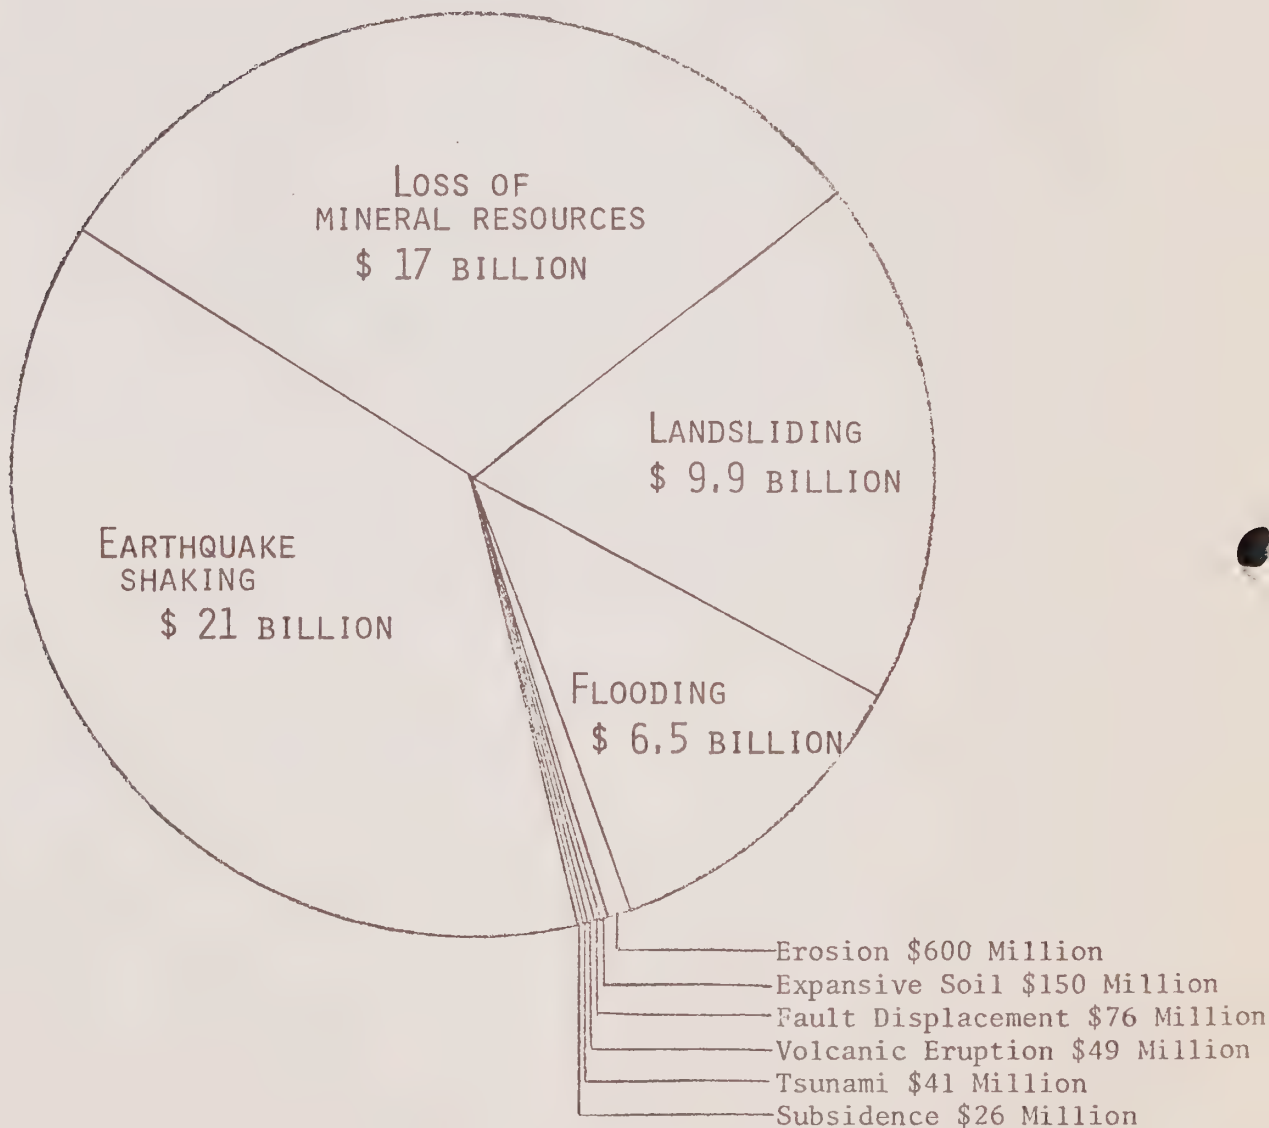 LOSS OF
MINERAL RESOURCES
$ 17 BILLION
LANDSLIDING
$ 9.9 BILLION
EARTHQUAKE
SHAKING
$ 21 BILLION
FLOODING
$ 6.5 BILLION
Erosion $600 Million
Expansive Soil $150 Million
Fault Displacement $76 Million
Volcanic Eruption $49 Million
Tsunami $41 Million
Subsidence $26 Million